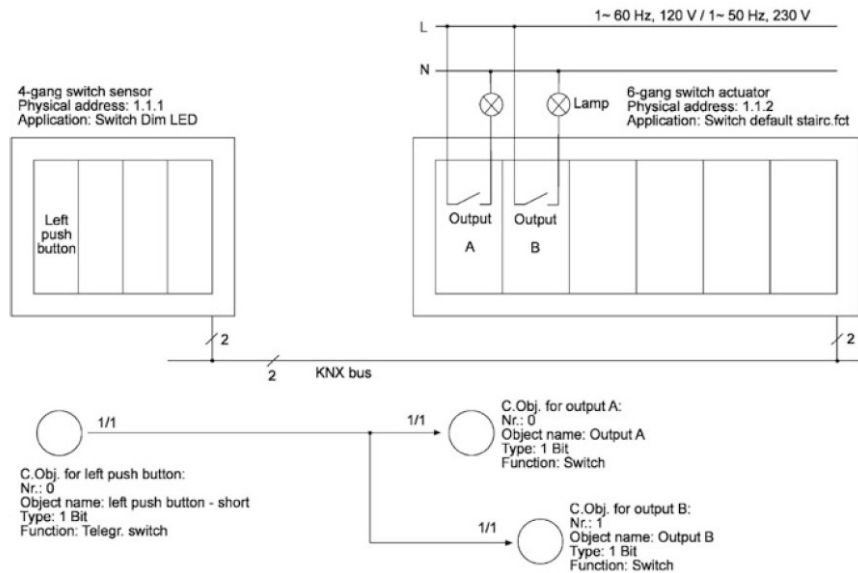 1~ 60 Hz, 120 V / 1~ 50 Hz, 230 V
L
N
4-gang switch sensor
Physical address: 1.1.1
Application: Switch Dim LED
Lamp
6-gang switch actuator
Physical address: 1.1.2
Application: Switch default stairc.fct
Left
push
button
Output
A
Output
B
2
2
2
KNX bus
1/1
1/1
C.Obj. for output A:
Nr.: 0
Object name: Output A
Type: 1 Bit
Function: Switch
C.Obj. for left push button:
Nr.: 0
Object name: left push button - short
Type: 1 Bit
Function: Telegr. switch
1/1
C.Obj. for output B:
Nr.: 1
Object name: Output B
Type: 1 Bit
Function: Switch